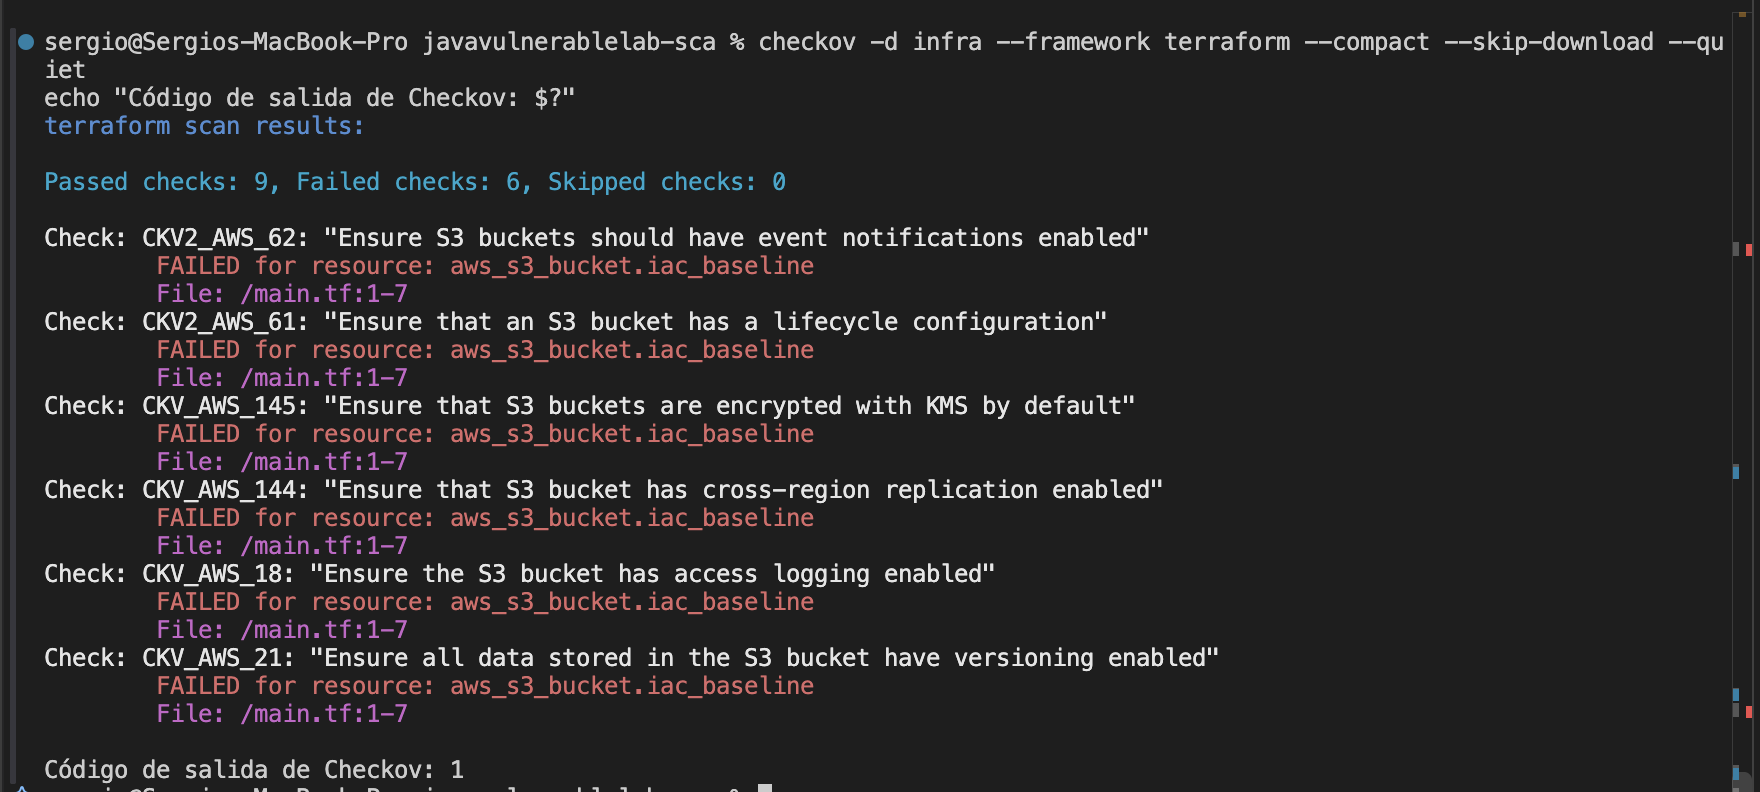 sergio@Sergios-MacBook-Pro javavulnerablelab-sca % checkov -d infra --framework terraform --compact --skip-download --qu
iet
echo "Código de salida de Checkov: $?"
terraform scan results:
Passed checks: 9, Failed checks: 6, Skipped checks: 0
Check: CKV2_AWS_62: "Ensure S3 buckets should have event notifications enabled"
FAILED for resource: aws_s3_bucket.iac_baseline
File: /main.tf:1-7
Check: CKV2_AWS_61: "Ensure that an S3 bucket has a lifecycle configuration"
FAILED for resource: aws_s3_bucket.iac_baseline
File: /main.tf:1-7
Check: CKV_AWS_145: "Ensure that S3 buckets are encrypted with KMS by default"
FAILED for resource: aws_s3_bucket.iac_baseline
File: /main.tf:1-7
Check: CKV_AWS_144: "Ensure that S3 bucket has cross-region replication enabled"
FAILED for resource: aws_s3_bucket.iac_baseline
File: /main.tf:1-7
Check: CKV_AWS_18: "Ensure the S3 bucket has access logging enabled"
FAILED for resource: aws_s3_bucket.iac_baseline
File: /main.tf:1-7
Check: CKV_AWS_21: "Ensure all data stored in the S3 bucket have versioning enabled"
FAILED for resource: aws_s3_bucket.iac_baseline
File: /main.tf:1-7
Código de salida de Checkov: 1